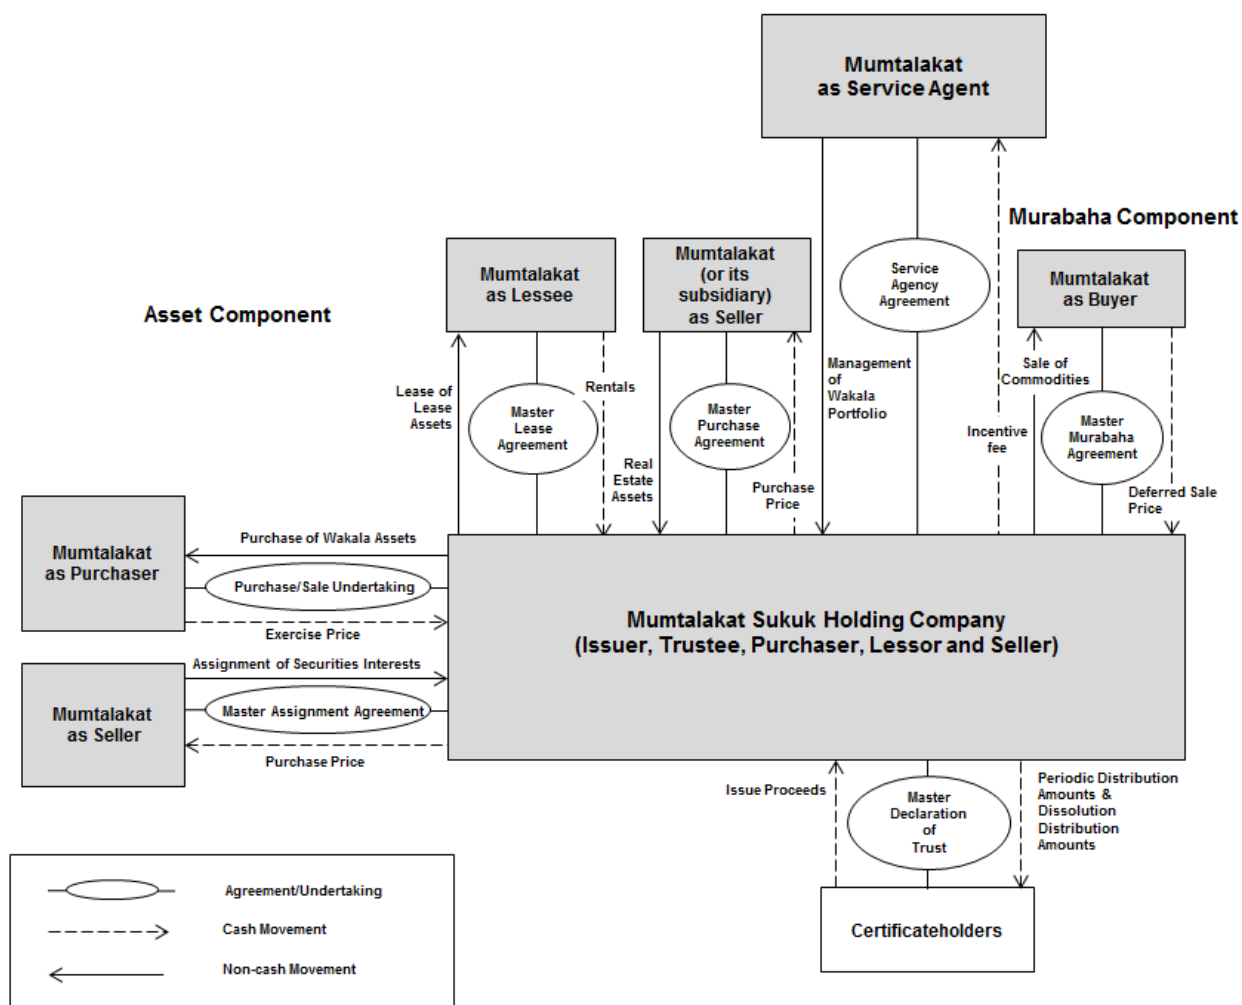 Mumtalakat
as Service Agent
Murabaha Component
Mumtalakat
as Lessee
Mumtalakat
(or its
subsidiary)
as Seller
Service
Agency
Agreement
Mumtalakat
as Buyer
Asset Component
Lease of
Lease
Assets
Rentals
Management
of
Wakala
Portfolio
Sale of
Commodities
Master
Lease
Agreement
Master
Purchase
Agreement
Incentive
fee
Master
Murabaha
Agreement
Real
Estate
Assets
Purchase
Price
Deferred Sale
Price
Mumtalakat
as Purchaser
Purchase of Wakala Assets
Purchase/Sale Undertaking
Exercise Price
Mumtalakat Sukuk Holding Company
(Issuer, Trustee, Purchaser, Lessor and Seller)
Mumtalakat
as Seller
Assignment of Securities Interests
Master Assignment Agreement
Purchase Price
Issue Proceeds
Master
Declaration
of
Trust
Periodic Distribution
Amounts &
Dissolution
Distribution
Amounts
Certificateholders
Agreement/Undertaking
Cash Movement
Non-cash Movement